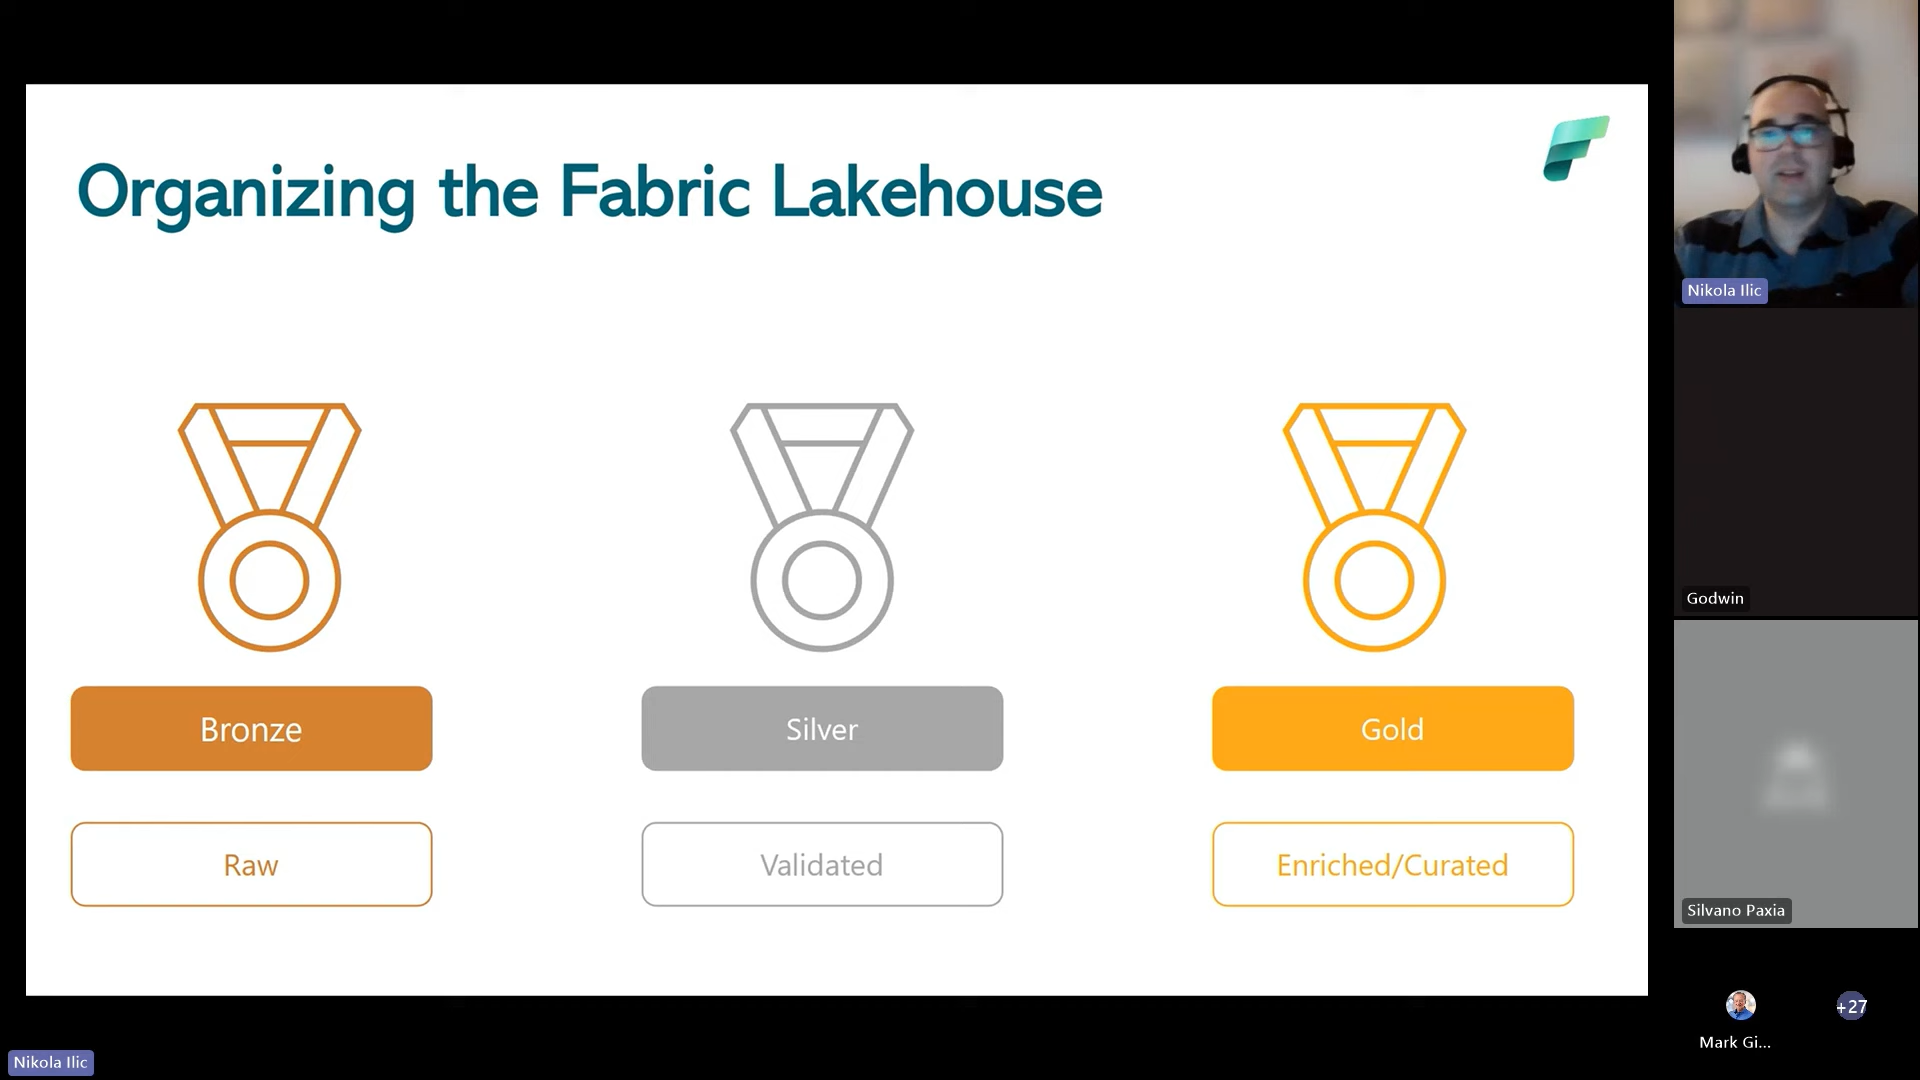 Organizing the Fabric Lakehouse
Bronze
Silver
Gold
Raw
Validated
Enriched/Curated
Nikola Ilic
Godwin
Silvano Paxia
+27
Mark Gi...
Nikola Ilic